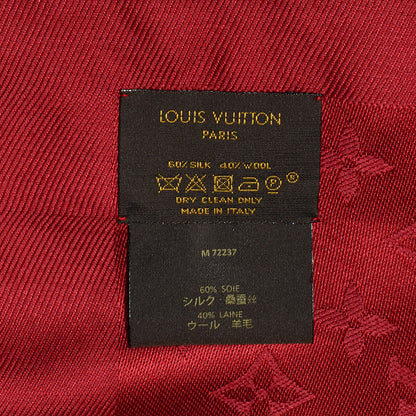 LOUIS VUITTON
PARIS
60% SILK 40% WOOL
P
DRY CLEAN ONLY
MADE IN ITALY
M 72237
60% SOIE
シルク・桑蚕丝
40% LAINE
ウール 羊毛